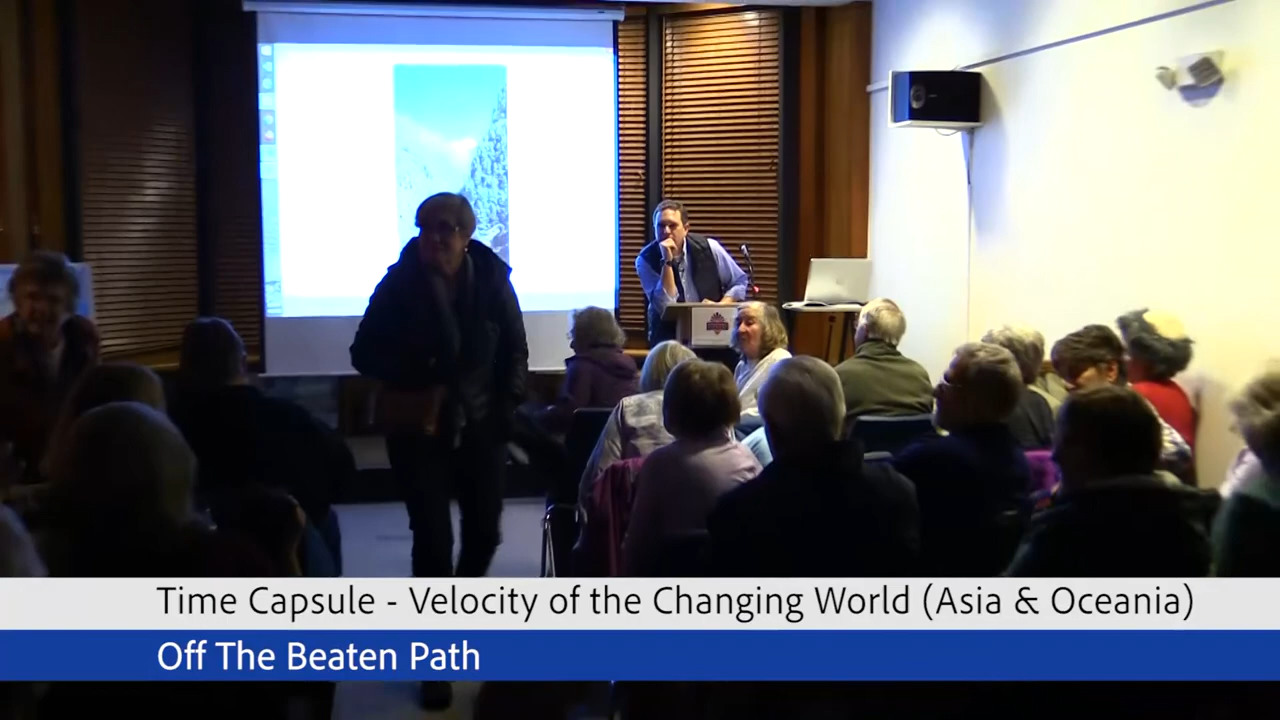 Time Capsule - Velocity of the Changing World (Asia & Oceania)
Off The Beaten Path